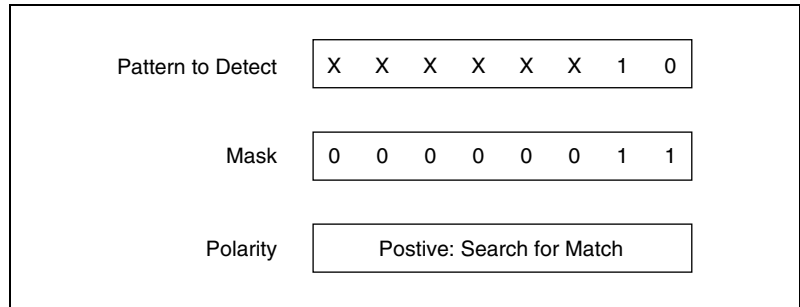 Pattern to Detect X X X X X X 1 0
Mask 0 0 0 0 0 0 1 1
Polarity Postive: Search for Match